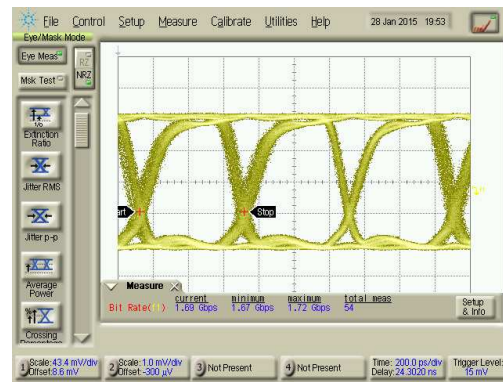 File Control Setup Measure Calibrate Utilities Help 28 Jan 2015 19:53
Eye/Mask Mode
Eye Meas
RZ
NRZ
Msk Test
Extinction
Ratio
Jitter RMS
Jitter p-p
Average
Power
Crossing
Stop
Measure
current minimum maximum total meas
Bit Rate( ) 1.69 Gbps 1.67 Gbps 1.72 Gbps 54
Setup
& Info
1 Scale:43.4 mV/div
Offset:8.6 mV
2 Scale:1.0 mV/div
Offset:-300 µV
3 Not Present
4 Not Present
Time: 200.0 ps/div
Delay:24.3020 ns
Trigger Level:
15 mV